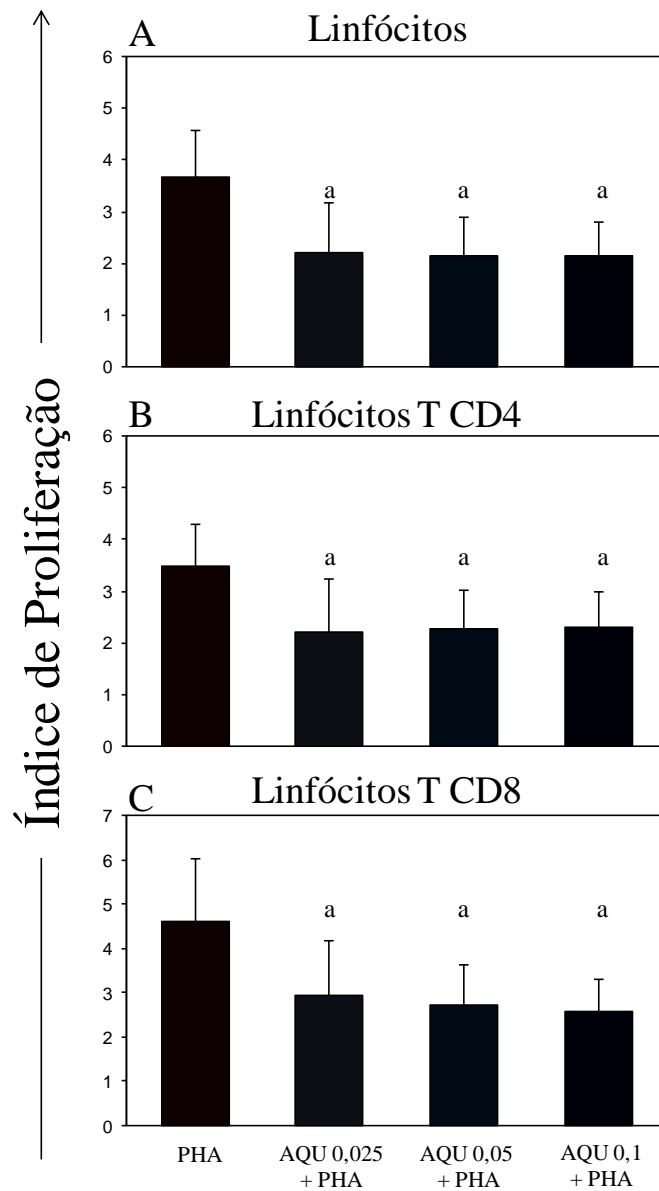 Índice de Proliferação
A
Linfócitos
6
5
4
3
2
1
0
a
a
a
B
Linfócitos T CD4
6
5
4
3
2
1
0
a
a
a
C
Linfócitos T CD8
7
6
5
4
3
2
1
0
a
a
a
PHA
AQU 0,025
+ PHA
AQU 0,05
+ PHA
AQU 0,1
+ PHA